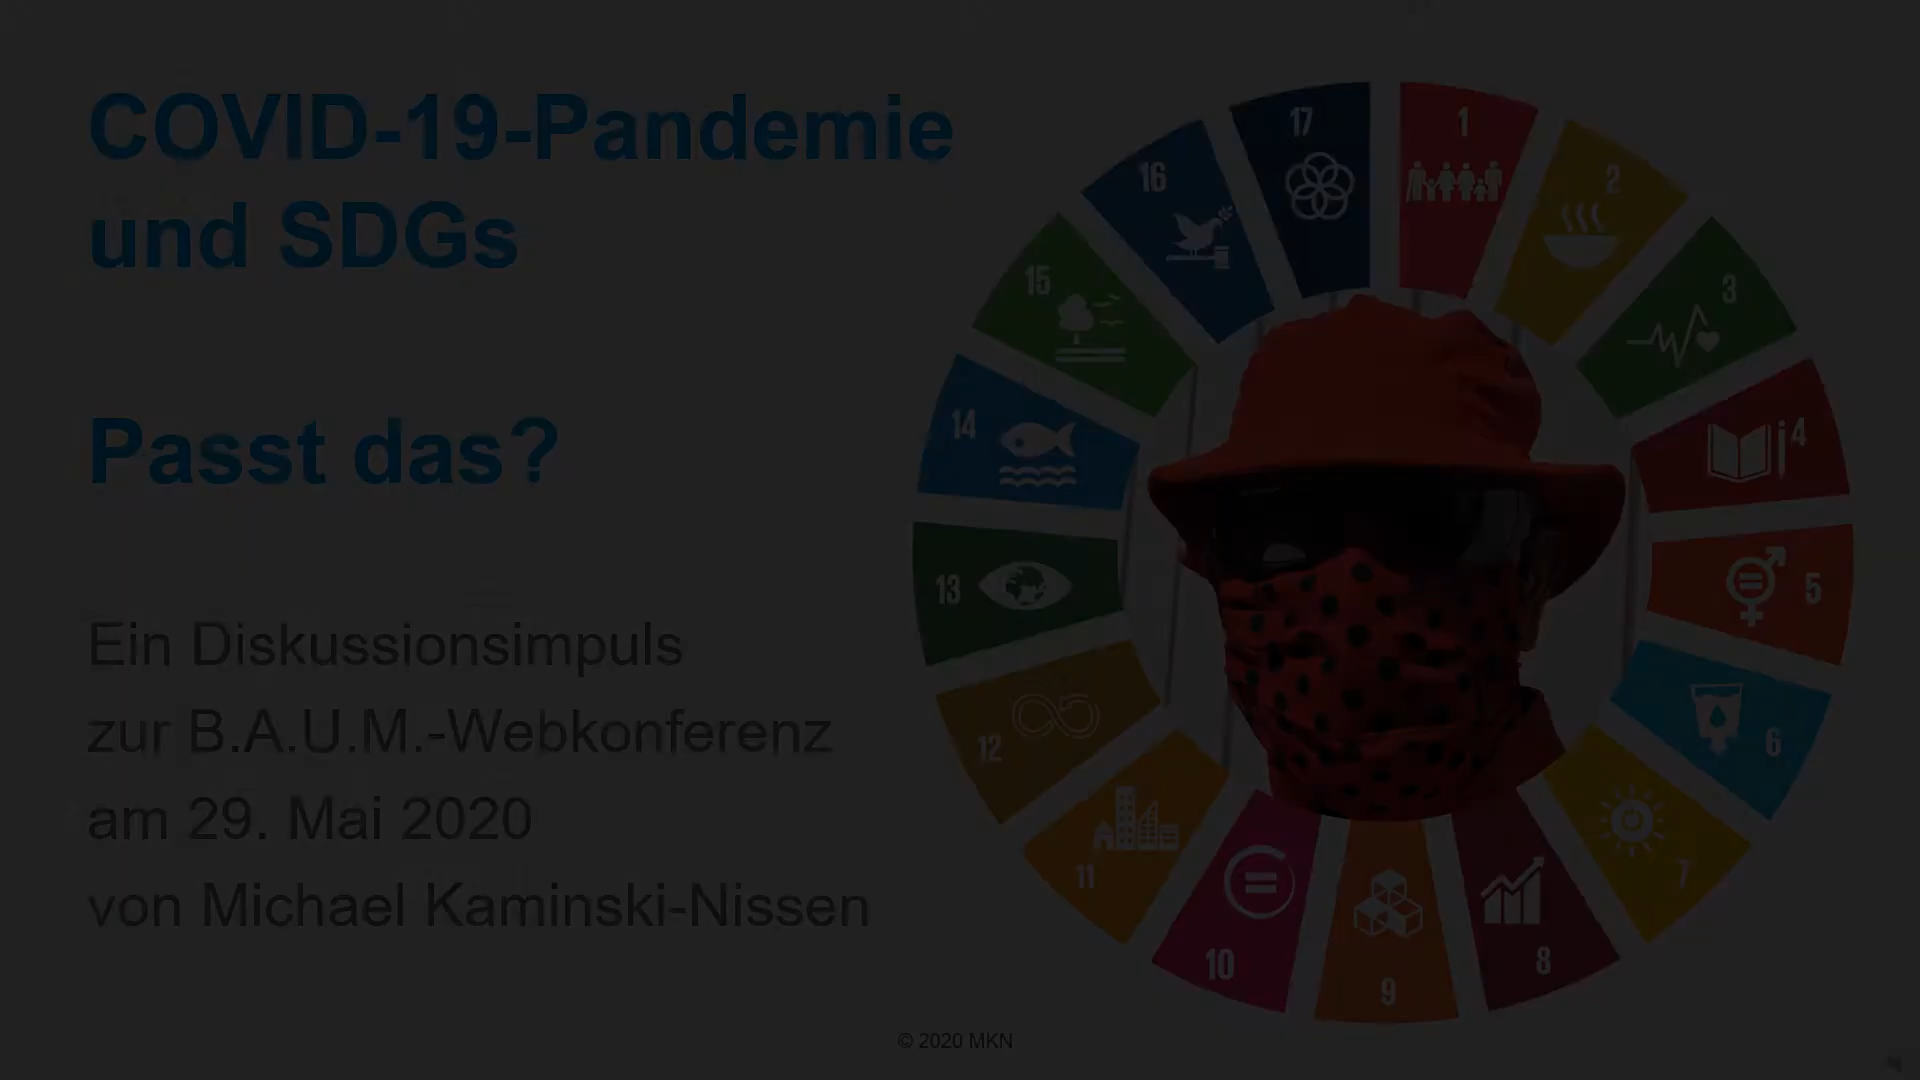 COVID-19-Pandemie
und SDGs
Passt das?
Ein Diskussionsimpuls
zur B.A.U.M.-Webkonferenz
am 29. Mai 2020
von Michael Kaminski-Nissen
17
1
16
2
15
3
14
4
13
5
12
6
11
7
10
8
9
© 2020 MKN